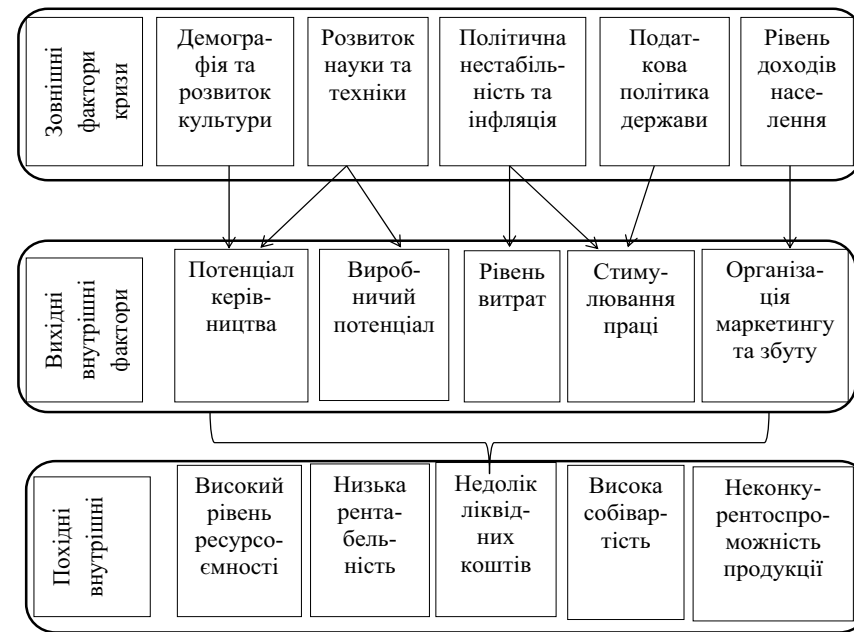 Зовнішні
фактори
кризи
Демогра-
фія та
розвиток
культури
Розвиток
науки та
техніки
Політична
нестабіль-
ність та
інфляція
Подат-
кова
політика
держави
Рівень
доходів
насе-
лення
Вихідні
внутрішні
фактори
Потенціал
керів-
ництва
Вироб-
ничий
потенціал
Рівень
витрат
Стиму-
лювання
праці
Організа-
ція
маркетингу
та збуту
Похідні
внутрішні
Високий
рівень
ресурсо-
ємності
Низька
рента-
бель-
ність
Недолік
ліквід-
них
коштів
Висока
собівар-
тість
Неконку-
рентоспро-
можність
продукції